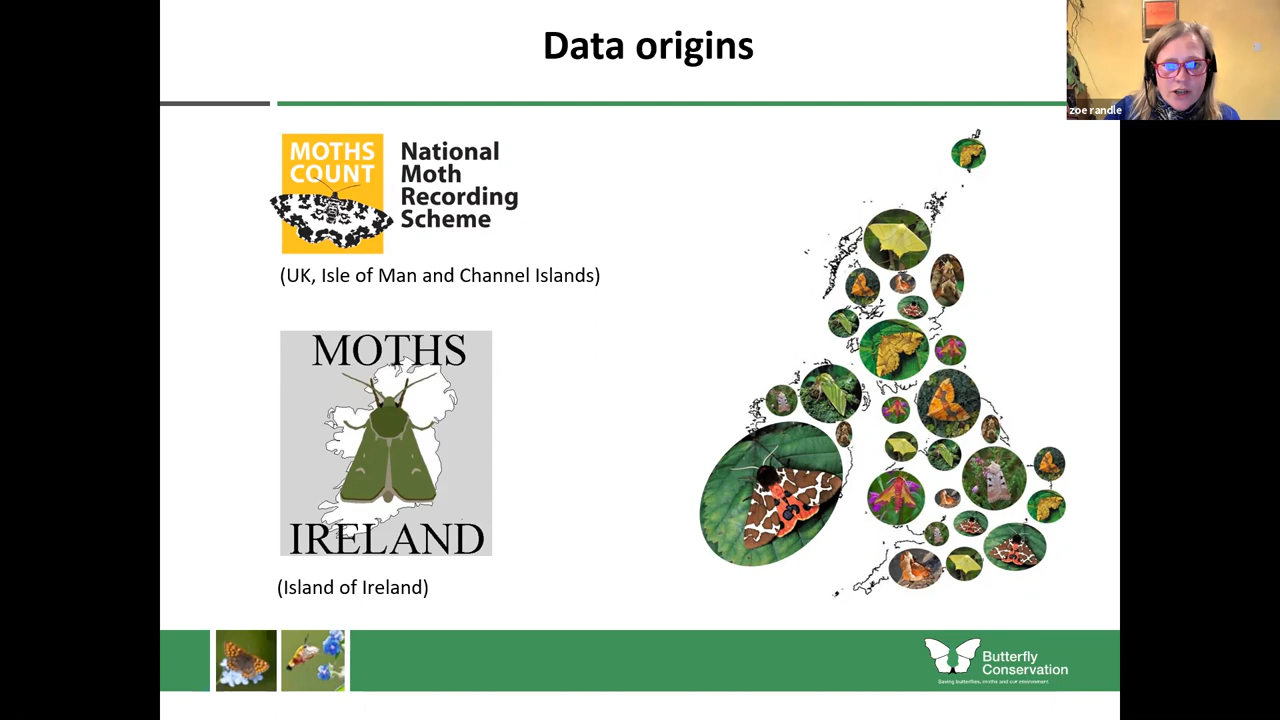 Data origins
zoe randle
MOTHS
COUNT
National
Moth
Recording
Scheme
(UK, Isle of Man and Channel Islands)
MOTHS
IRELAND
(Island of Ireland)
Butterfly
Conservation
Saving butterflies, moths and our environment